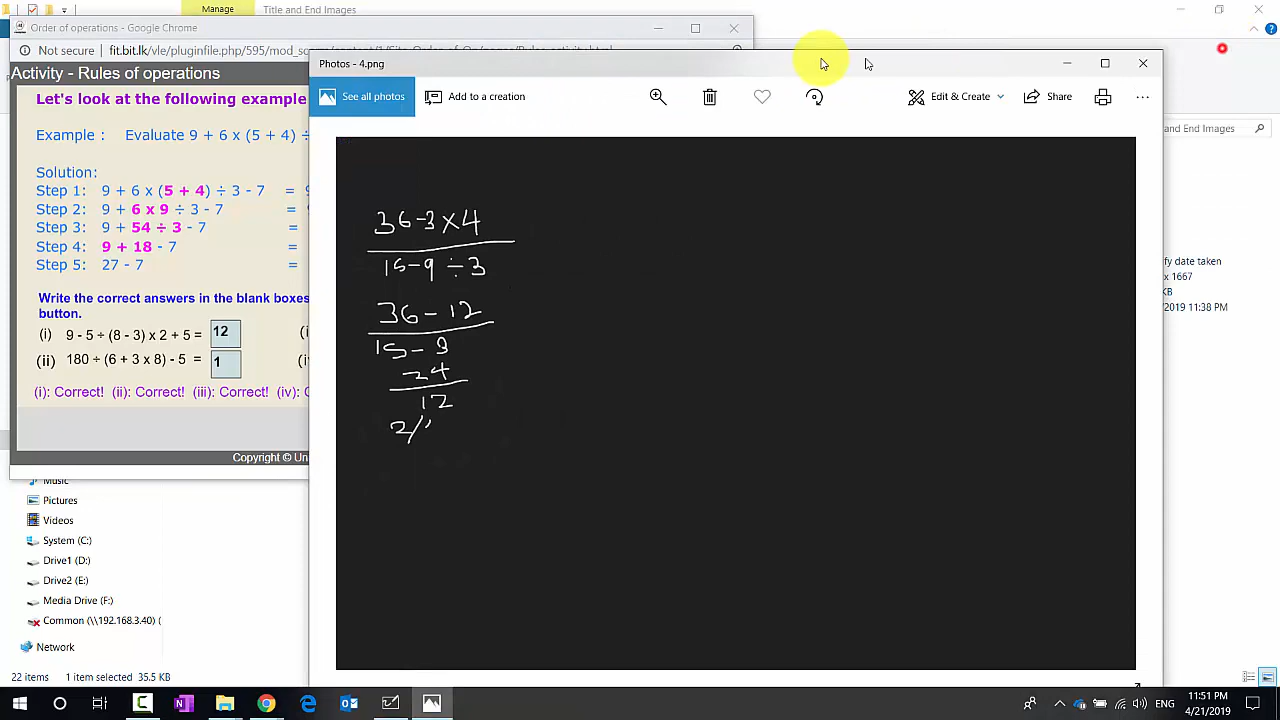 Manage
Title and End Images
Order of operations - Google Chrome
Not secure
fit.bit.lk/vle/pluginfile.php/595/mod_
Activity - Rules of operations
Let's look at the following example
Example : Evaluate 9 + 6 x (5 + 4) ÷
Solution:
Step 1: 9 + 6 x (5 + 4) ÷ 3 - 7 =
Step 2: 9 + 6 x 9 ÷ 3 - 7 =
Step 3: 9 + 54 ÷ 3 - 7 =
Step 4: 9 + 18 - 7 =
Step 5: 27 - 7 =
Write the correct answers in the blank boxes
button.
(i) 9 - 5 ÷ (8 - 3) x 2 + 5 = 12
(ii) 180 ÷ (6 + 3 x 8) - 5 = 1
(i): Correct! (ii): Correct! (iii): Correct! (iv):
Copyright © Un
Photos - 4.png
See all photos
Add to a creation
Edit & Create
Share
36-3×4
15-9÷3
36-12
15-3
24
12
2
and End Images
fy date taken
x 1667
/2019 11:38 PM
Music
Pictures
Videos
System (C:)
Drive1 (D:)
Drive2 (E:)
Media Drive (F:)
Common (\\192.168.3.40) (
Network
27 items
1 item selected 35.5 KB
ENG
11:51 PM
4/21/2019